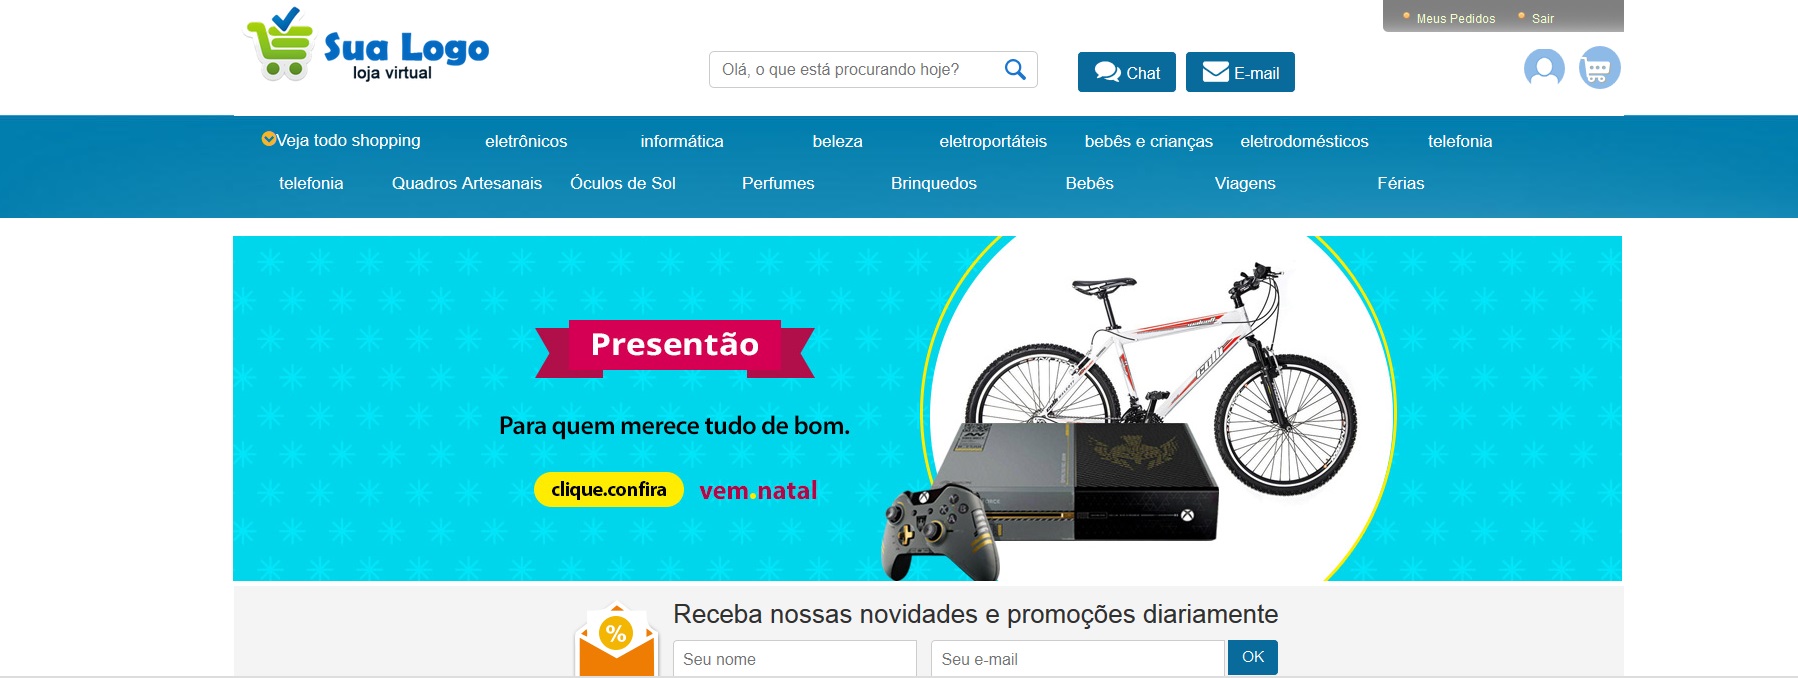 Meus Pedidos Sair
Sua Logo
loja virtual
Olá, o que está procurando hoje?
Chat
E-mail
Veja todo shopping eletrônicos informática beleza eletroportáteis bebês e crianças eletrodomésticos telefonia
telefonia Quadros Artesanais Óculos de Sol Perfumes Brinquedos Bebês Viagens Férias
Presentão
Para quem merece tudo de bom.
clique.confira vem.natal
Receba nossas novidades e promoções diariamente
%
Seu nome Seu e-mail OK